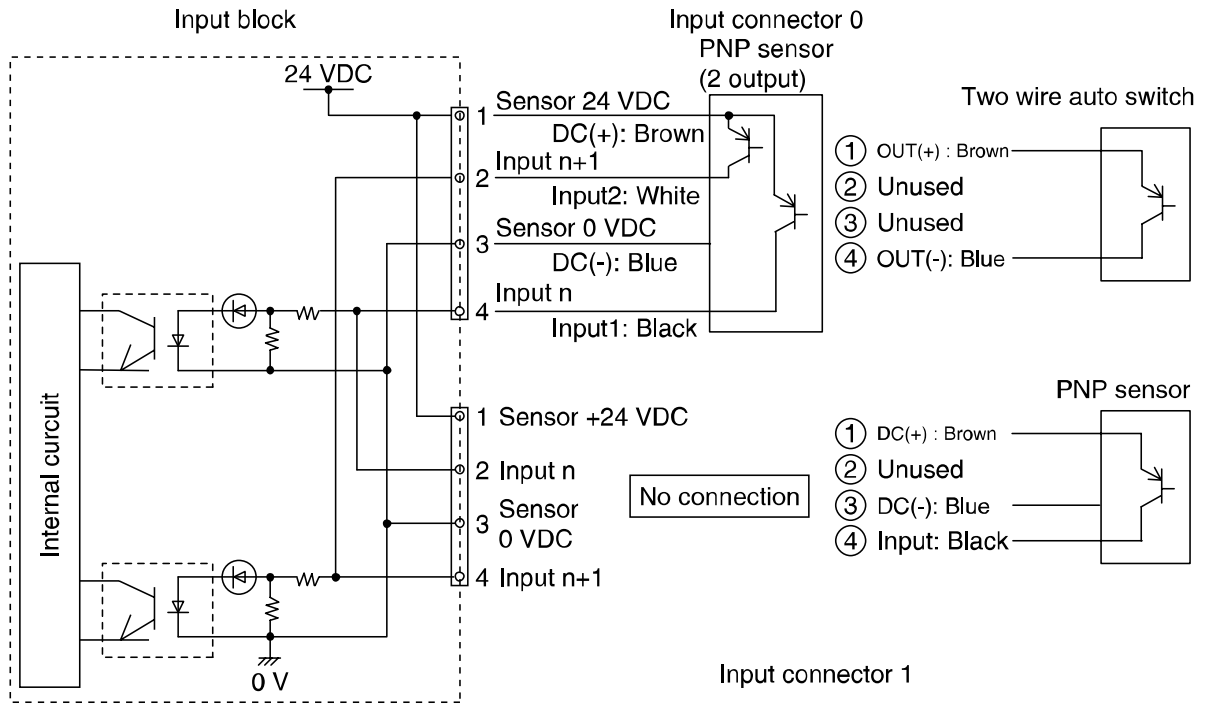 Input block
Input connector 0
PNP sensor
(2 output)
24 VDC
1 Sensor 24 VDC
DC(+): Brown
Input n+1
2
Input2: White
Sensor 0 VDC
3
DC(-): Blue
Input n
4
Input1: Black
Two wire auto switch
① OUT(+) : Brown
② Unused
③ Unused
④ OUT(-): Blue
Internal curcuit
1 Sensor +24 VDC
2 Input n
3 Sensor
0 VDC
4 Input n+1
No connection
PNP sensor
① DC(+) : Brown
② Unused
③ DC(-): Blue
④ Input: Black
0 V
Input connector 1